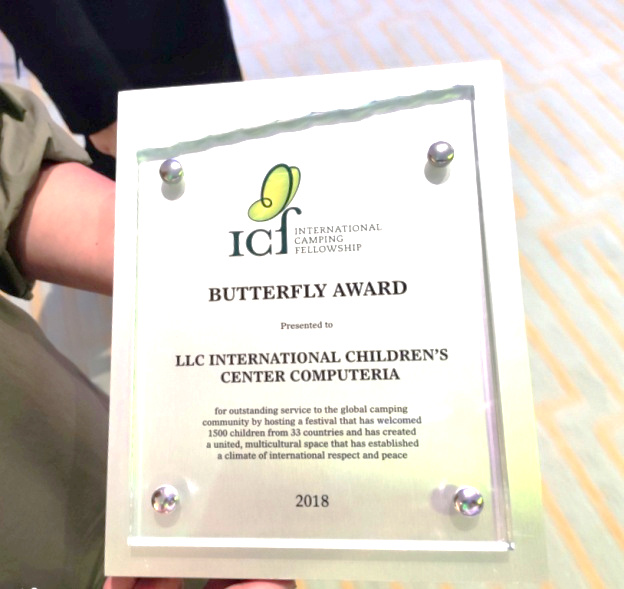 ICf INTERNATIONAL
CAMPING
FELLOWSHIP
BUTTERFLY AWARD
Presented to
LLC INTERNATIONAL CHILDREN'S
CENTER COMPUTERIA
for outstanding service to the global camping
community by hosting a festival that has welcomed
1500 children from 33 countries and has created
a united, multicultural space that has established
a climate of international respect and peace
2018